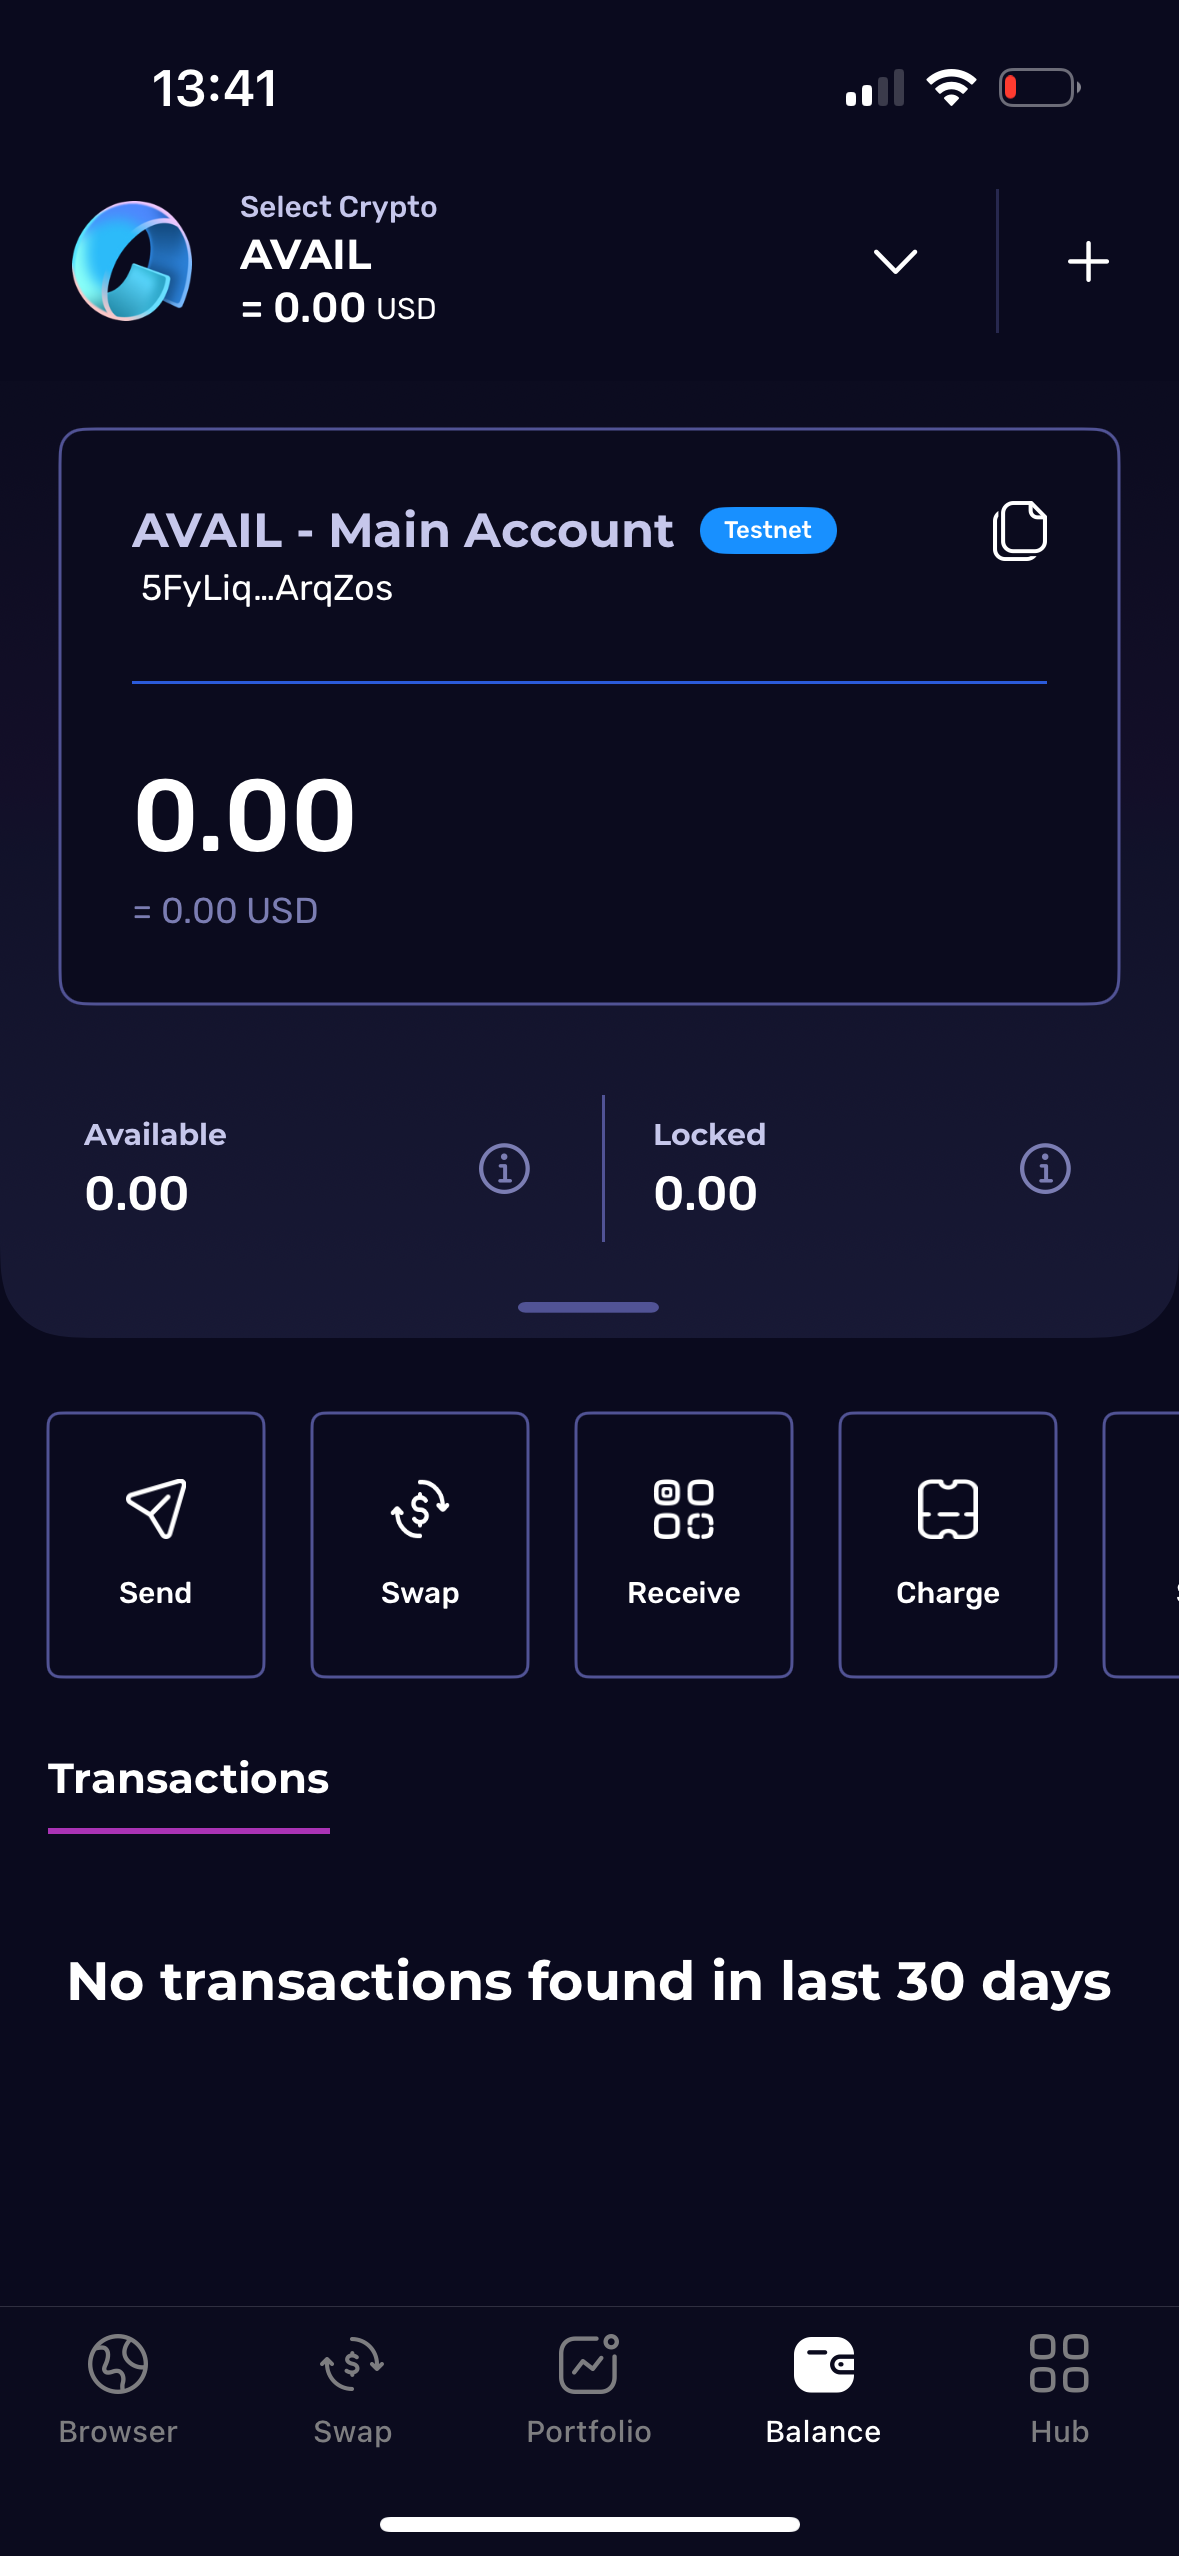 13:41
Select Crypto
AVAIL
= 0.00 USD
AVAIL - Main Account Testnet
5FyLiq...ArqZos
0.00
= 0.00 USD
Available
0.00
Locked
0.00
Send
Swap
Receive
Charge
Transactions
No transactions found in last 30 days
Browser
Swap
Portfolio
Balance
Hub